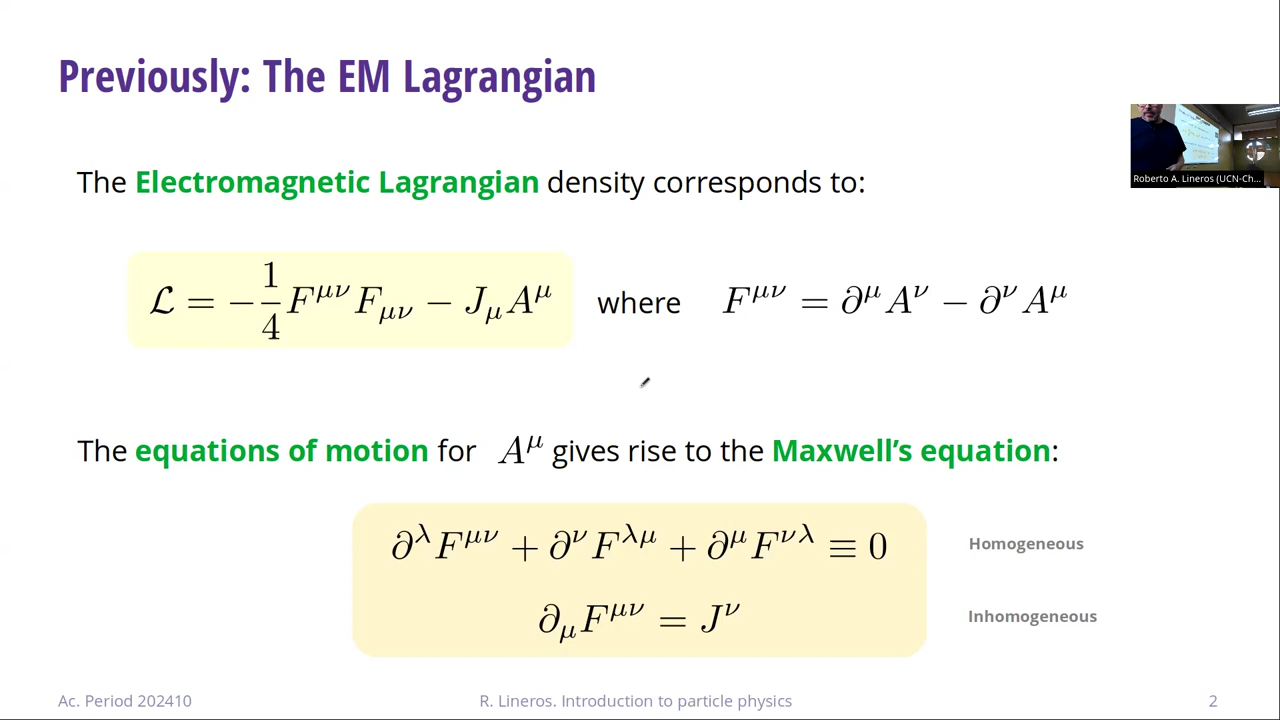 Previously: The EM Lagrangian
Roberto A. Lineros (UCN-Ch...
The Electromagnetic Lagrangian density corresponds to:
ℒ = −1/4 F^{μν} F_{μν} − J_μ A^μ where F^{μν} = ∂^μ A^ν − ∂^ν A^μ
The equations of motion for A^μ gives rise to the Maxwell’s equation:
∂^λ F^{μν} + ∂^ν F^{λμ} + ∂^μ F^{νλ} ≡ 0 Homogeneous
∂_μ F^{μν} = J^ν Inhomogeneous
Ac. Period 202410 R. Lineros. Introduction to particle physics 2